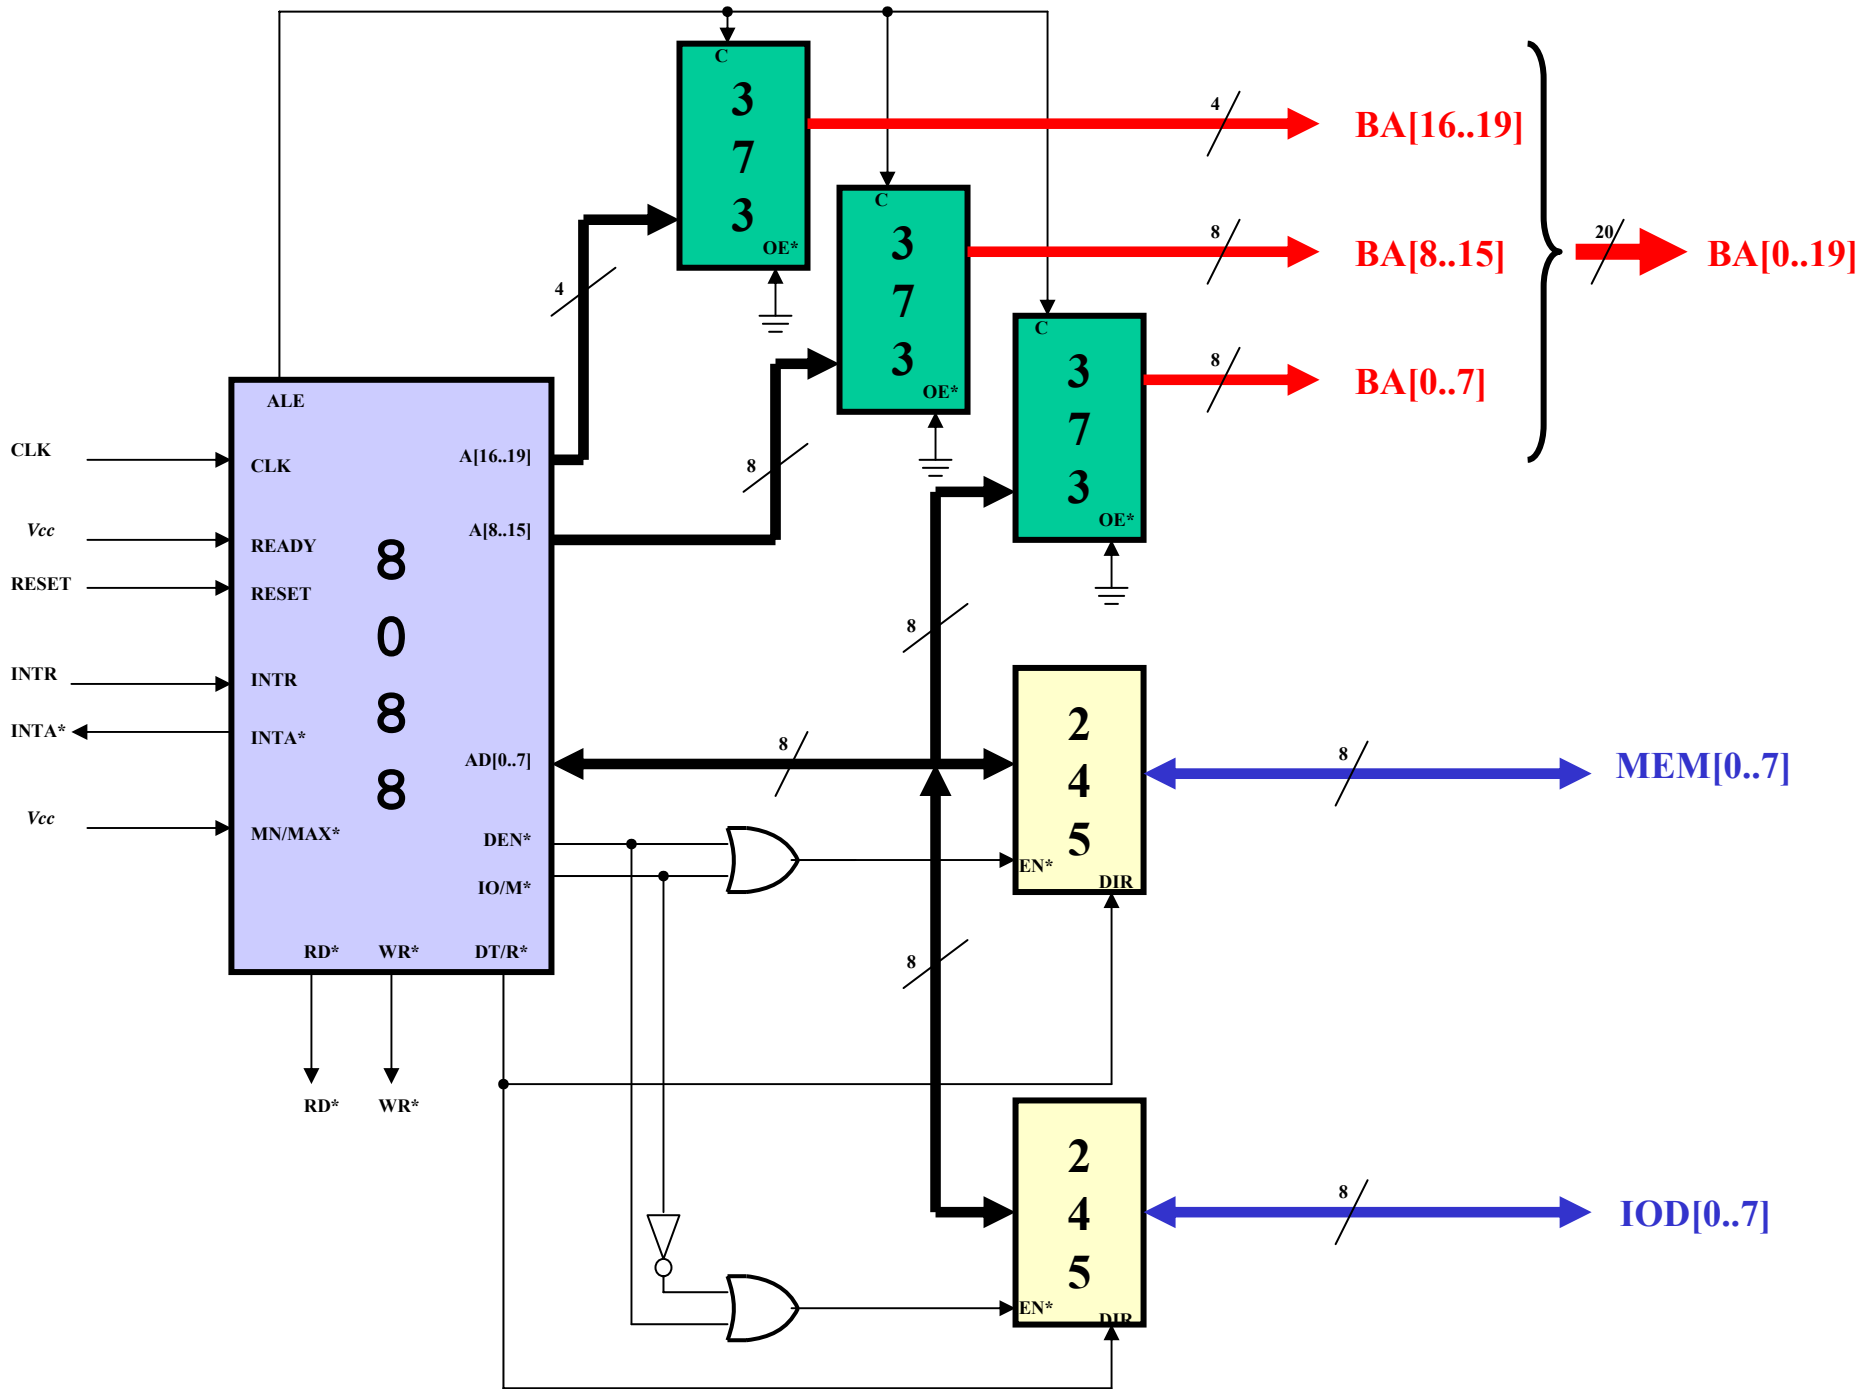 C
3
7
3
OE*
4
BA[16..19]
C
3
7
3
OE*
8
BA[8..15]
20
BA[0..19]
C
3
7
3
OE*
8
BA[0..7]
4
8
8
ALE
CLK
CLK
A[16..19]
Vcc
READY
A[8..15]
RESET
RESET
8
0
8
8
INTR
INTR
INTA*
INTA*
AD[0..7]
8
Vcc
MN/MAX*
DEN*
IO/M*
RD*
WR*
DT/R*
RD*
WR*
2
4
5
EN*
DIR
8
MEM[0..7]
8
2
4
5
EN*
DIR
8
IOD[0..7]